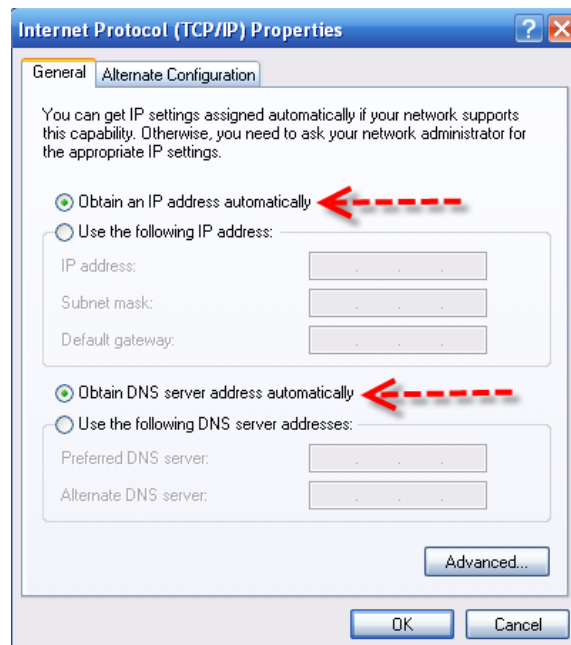 Internet Protocol (TCP/IP) Properties
General
Alternate Configuration
You can get IP settings assigned automatically if your network supports
this capability. Otherwise, you need to ask your network administrator for
the appropriate IP settings.
Obtain an IP address automatically
Use the following IP address:
IP address:
Subnet mask:
Default gateway:
Obtain DNS server address automatically
Use the following DNS server addresses:
Preferred DNS server:
Alternate DNS server:
Advanced...
OK
Cancel